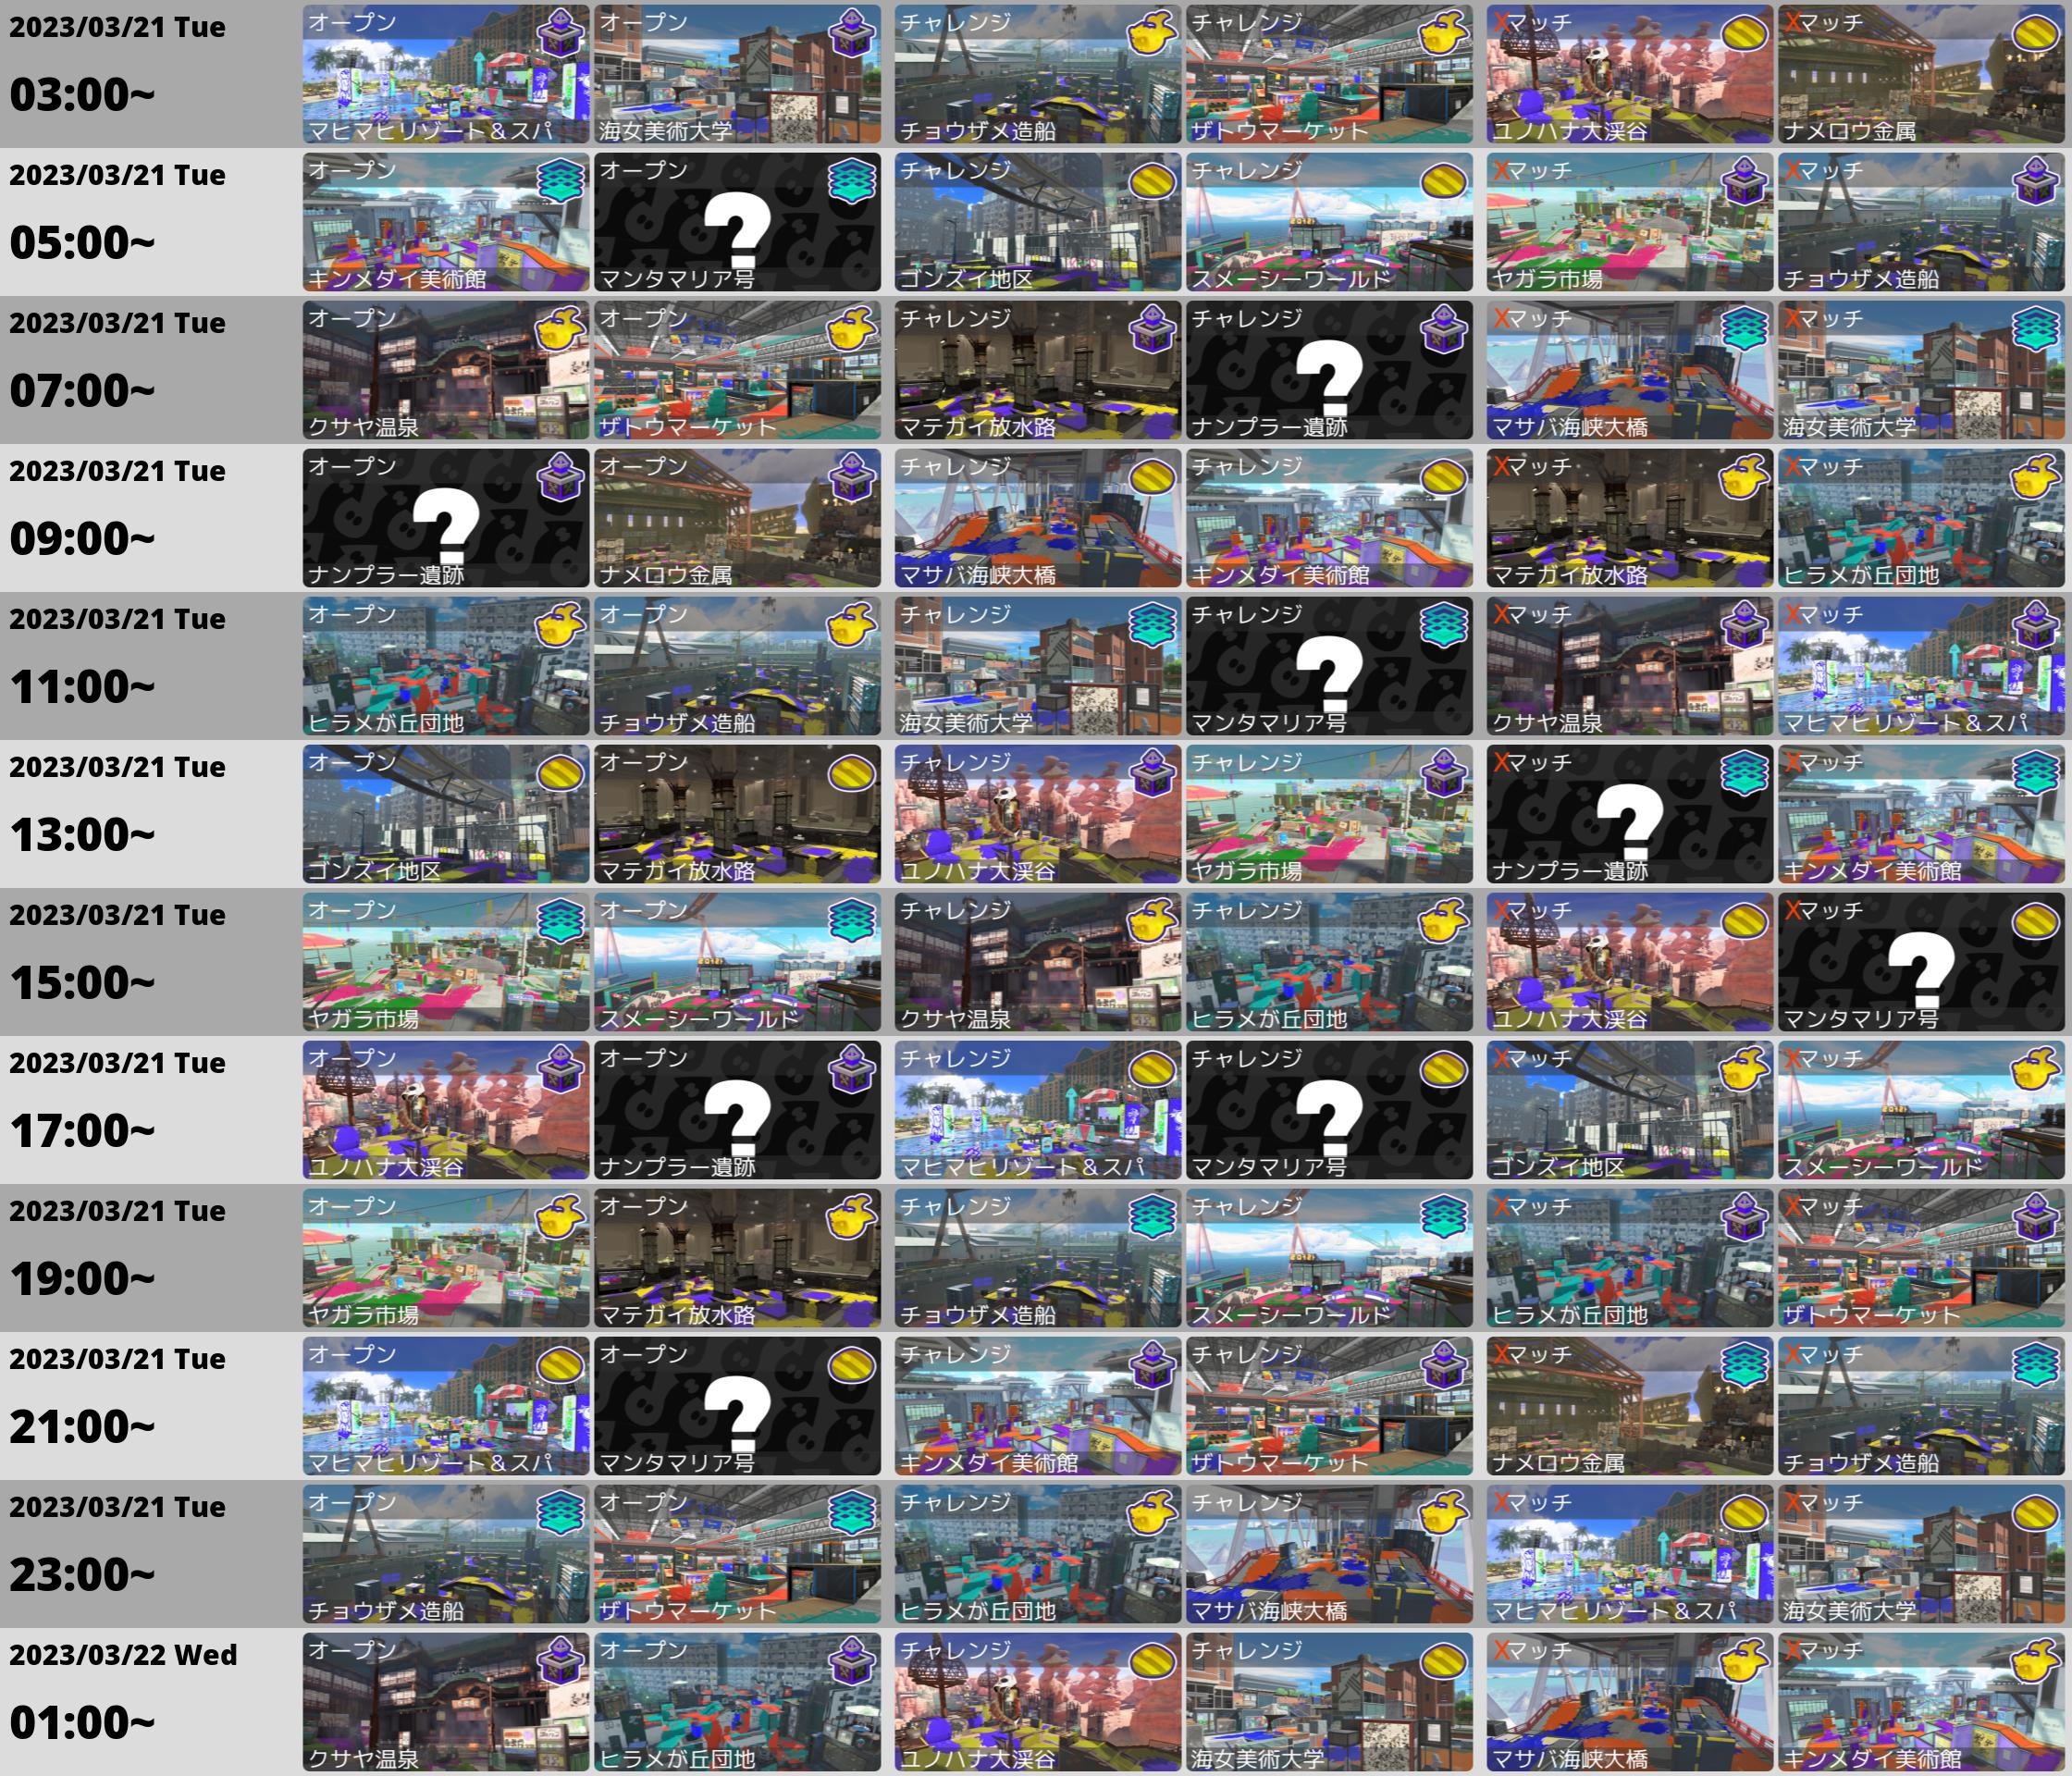 2023/03/21 Tue
03:00~
オープン オープン チャレンジ チャレンジ Xマッチ Xマッチ
マヒマヒリゾート＆スパ 海女美術大学 チョウザメ造船 ザトウマーケット ユノハナ大渓谷 ナメロウ金属
2023/03/21 Tue
05:00~
オープン オープン チャレンジ チャレンジ Xマッチ Xマッチ
キンメダイ美術館 マンタマリア号 ゴンズイ地区 スメーシーワールド ヤガラ市場 チョウザメ造船
2023/03/21 Tue
07:00~
オープン オープン チャレンジ チャレンジ Xマッチ Xマッチ
クサヤ温泉 ザトウマーケット マテガイ放水路 ナンプラー遺跡 マサバ海峡大橋 海女美術大学
2023/03/21 Tue
09:00~
オープン オープン チャレンジ チャレンジ Xマッチ Xマッチ
ナンプラー遺跡 ナメロウ金属 マサバ海峡大橋 キンメダイ美術館 マテガイ放水路 ヒラメが丘団地
2023/03/21 Tue
11:00~
オープン オープン チャレンジ チャレンジ Xマッチ Xマッチ
ヒラメが丘団地 チョウザメ造船 海女美術大学 マンタマリア号 クサヤ温泉 マヒマヒリゾート＆スパ
2023/03/21 Tue
13:00~
オープン オープン チャレンジ チャレンジ Xマッチ Xマッチ
ゴンズイ地区 マテガイ放水路 ユノハナ大渓谷 ヤガラ市場 ナンプラー遺跡 キンメダイ美術館
2023/03/21 Tue
15:00~
オープン オープン チャレンジ チャレンジ Xマッチ Xマッチ
ヤガラ市場 スメーシーワールド クサヤ温泉 ヒラメが丘団地 ユノハナ大渓谷 マンタマリア号
2023/03/21 Tue
17:00~
オープン オープン チャレンジ チャレンジ Xマッチ Xマッチ
ユノハナ大渓谷 ナンプラー遺跡 マヒマヒリゾート＆スパ マンタマリア号 ゴンズイ地区 スメーシーワールド
2023/03/21 Tue
19:00~
オープン オープン チャレンジ チャレンジ Xマッチ Xマッチ
ヤガラ市場 マテガイ放水路 チョウザメ造船 スメーシーワールド ヒラメが丘団地 ザトウマーケット
2023/03/21 Tue
21:00~
オープン オープン チャレンジ チャレンジ Xマッチ Xマッチ
マヒマヒリゾート＆スパ マンタマリア号 キンメダイ美術館 ザトウマーケット ナメロウ金属 チョウザメ造船
2023/03/21 Tue
23:00~
オープン オープン チャレンジ チャレンジ Xマッチ Xマッチ
チョウザメ造船 ザトウマーケット ヒラメが丘団地 マサバ海峡大橋 マヒマヒリゾート＆スパ 海女美術大学
2023/03/22 Wed
01:00~
オープン オープン チャレンジ チャレンジ Xマッチ Xマッチ
クサヤ温泉 ヒラメが丘団地 ユノハナ大渓谷 海女美術大学 マサバ海峡大橋 キンメダイ美術館